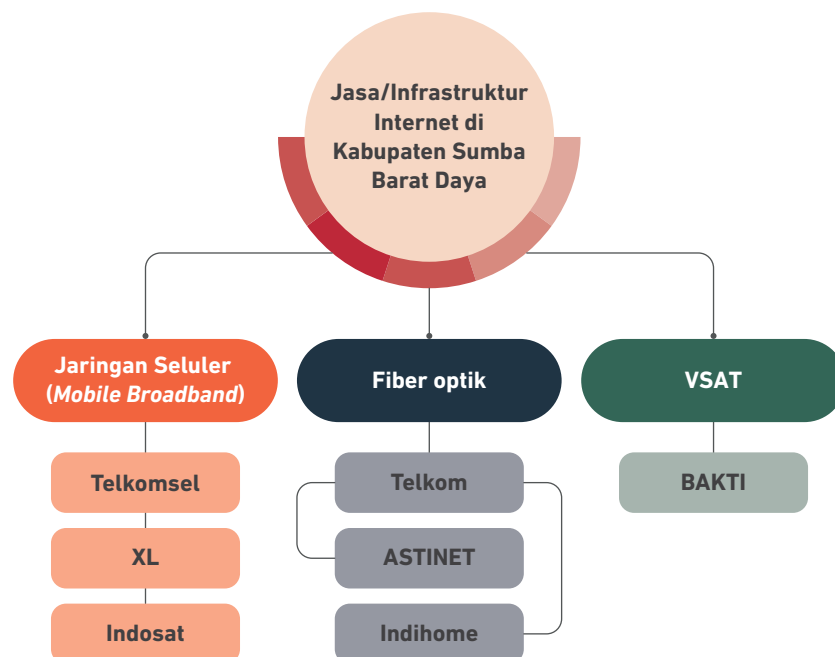 Jasa/Infrastruktur
Internet di
Kabupaten Sumba
Barat Daya
Jaringan Seluler
(Mobile Broadband)
Fiber optik
VSAT
Telkomsel
Telkom
BAKTI
XL
ASTINET
Indosat
Indihome